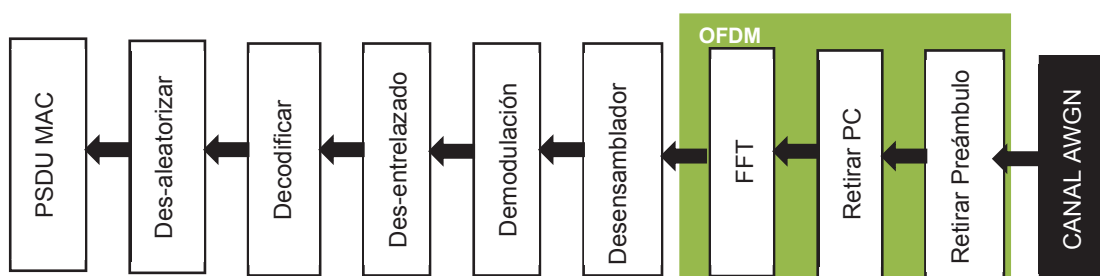 OFDM
PSDU MAC
Des-aleatorizar
Decodificar
Des-entrelazado
Demodulación
Desensamblador
FFT
Retirar PC
Retirar Preámbulo
CANAL AWGN